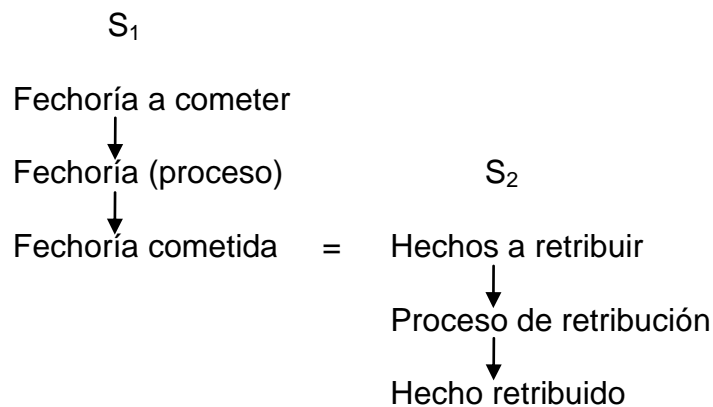 S₁
Fechoría a cometer
Fechoría (proceso) S₂
Fechoría cometida = Hechos a retribuir
Proceso de retribución
Hecho retribuido